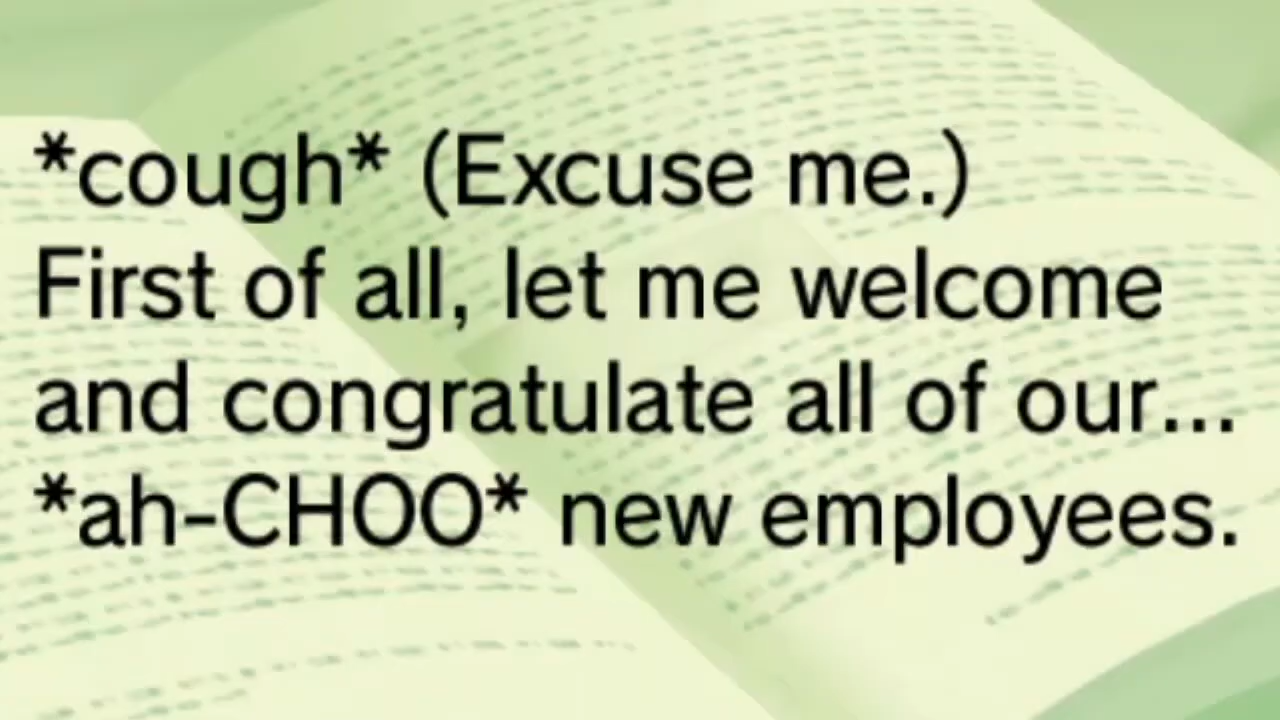 *cough* (Excuse me.)
First of all, let me welcome
and congratulate all of our...
*ah-CHOO* new employees.